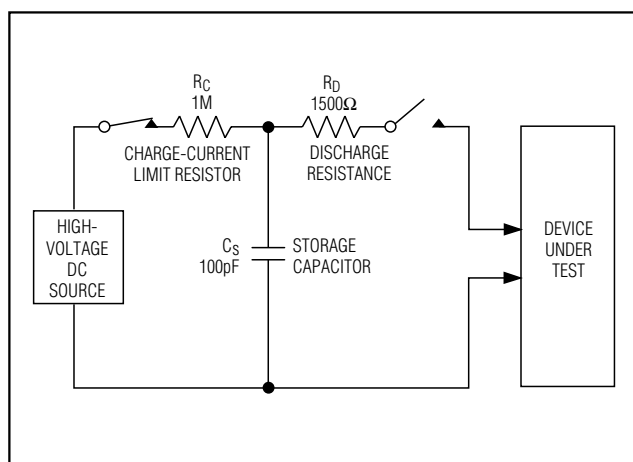 R_C
1M
R_D
1500Ω
CHARGE-CURRENT
LIMIT RESISTOR
DISCHARGE
RESISTANCE
HIGH-
VOLTAGE
DC
SOURCE
C_S
100pF
STORAGE
CAPACITOR
DEVICE
UNDER
TEST